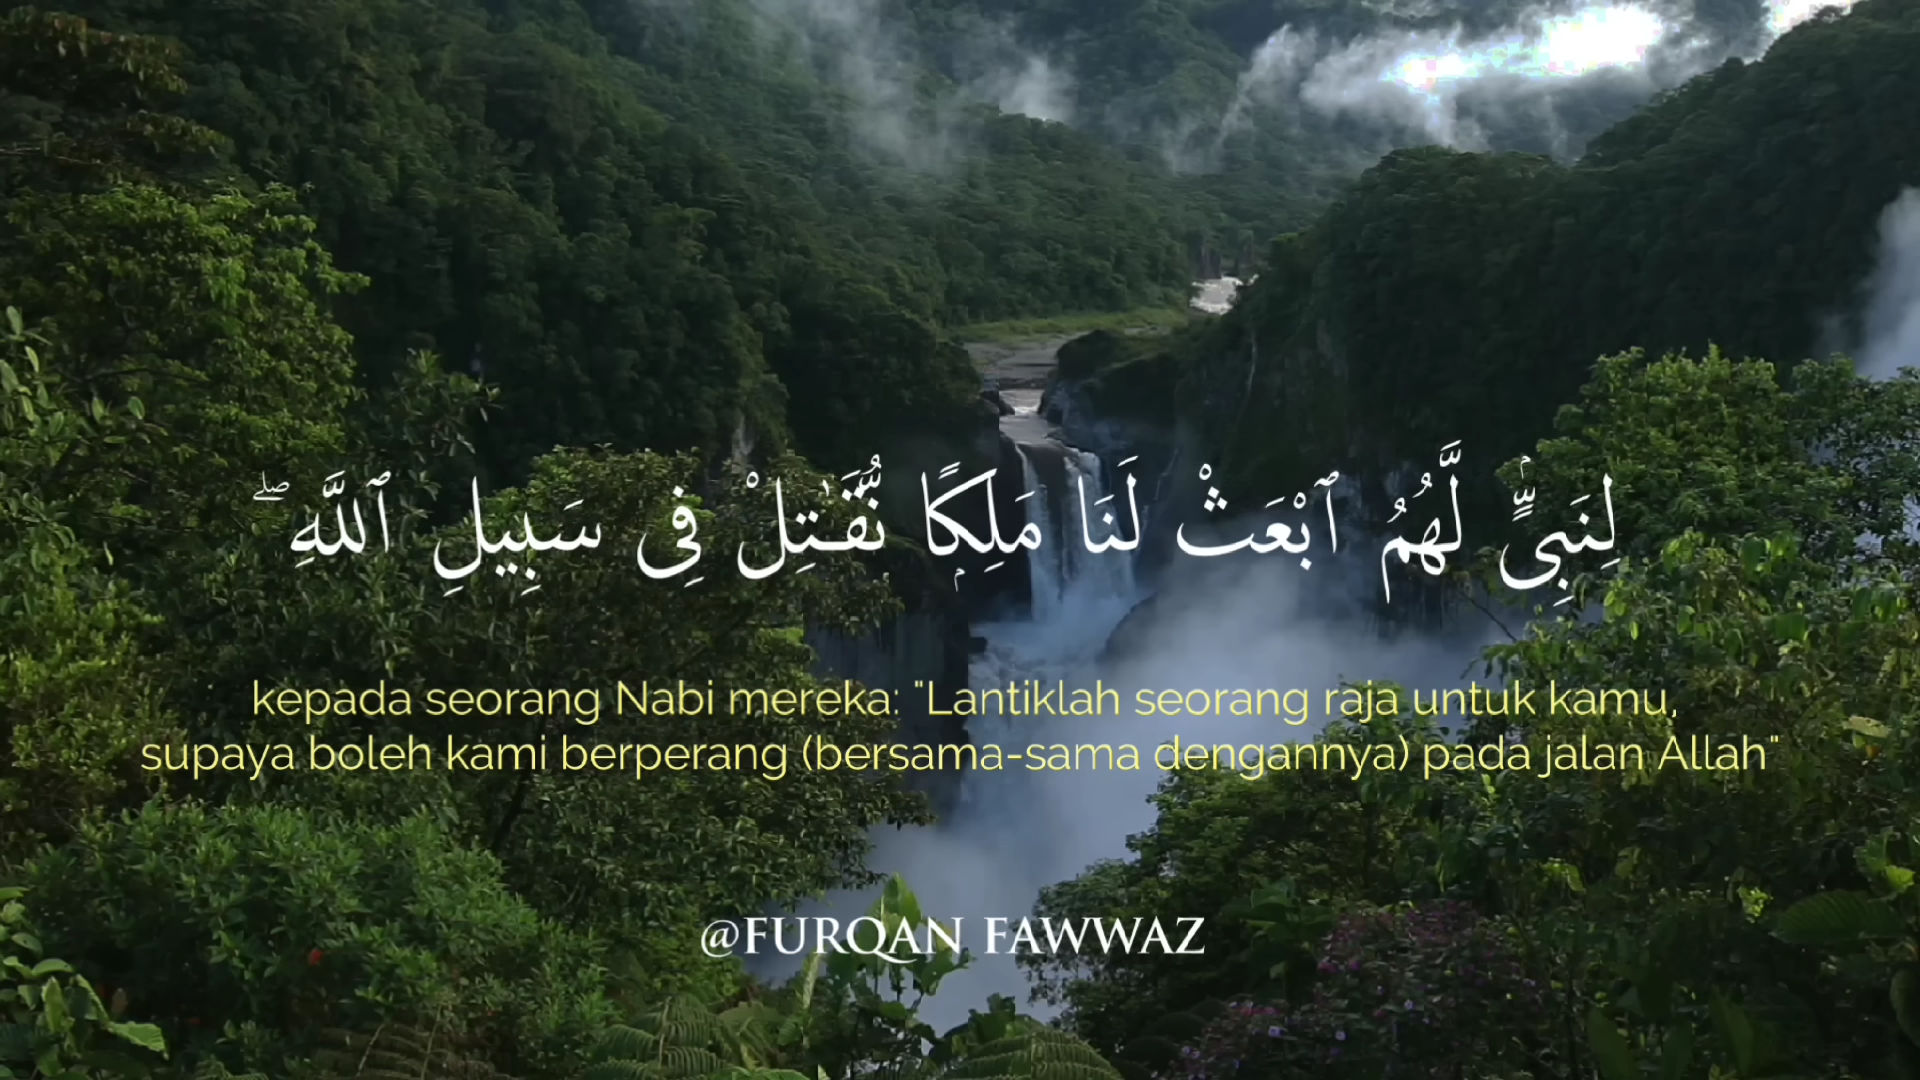 لِنَبِىٍّۢ لَّهُمُ ٱبْعَثْ لَنَا مَلِكًۭا نُّقَـٰتِلْ فِى سَبِيلِ ٱللَّهِ ۖ
kepada seorang Nabi mereka: "Lantiklah seorang raja untuk kamu,
supaya boleh kami berperang (bersama-sama dengannya) pada jalan Allah"
@FURQAN FAWWAZ